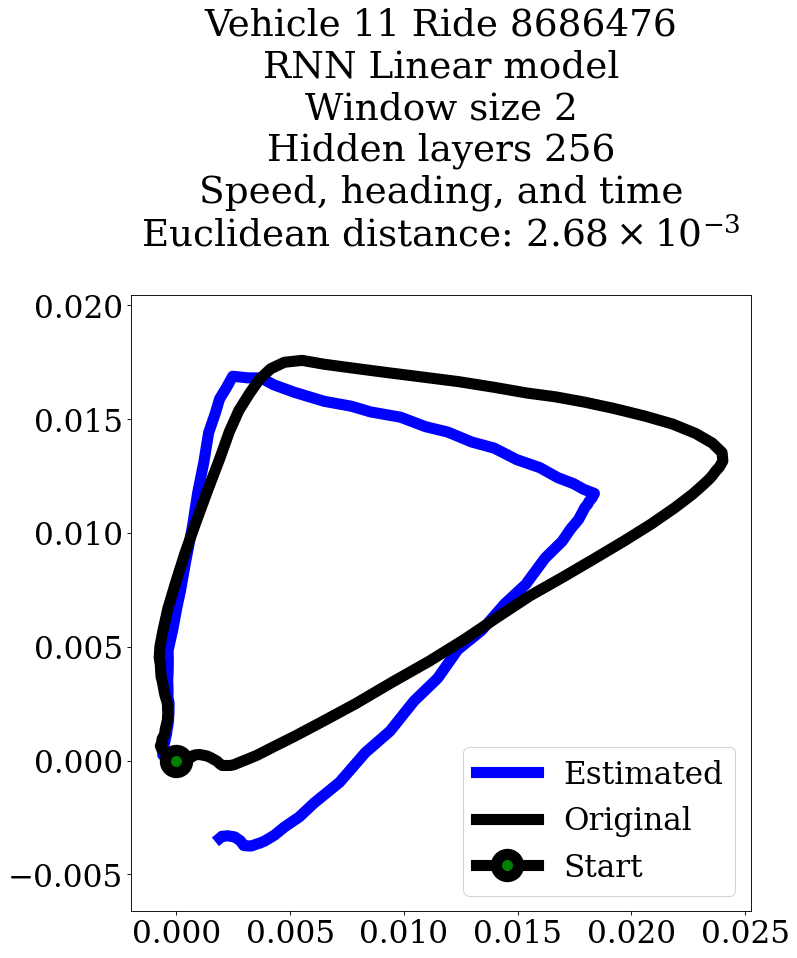 Vehicle 11 Ride 8686476
RNN Linear model
Window size 2
Hidden layers 256
Speed, heading, and time
Euclidean distance: 2.68 × 10⁻³
0.020
0.015
0.010
0.005
0.000
−0.005
Estimated
Original
Start
0.000 0.005 0.010 0.015 0.020 0.025